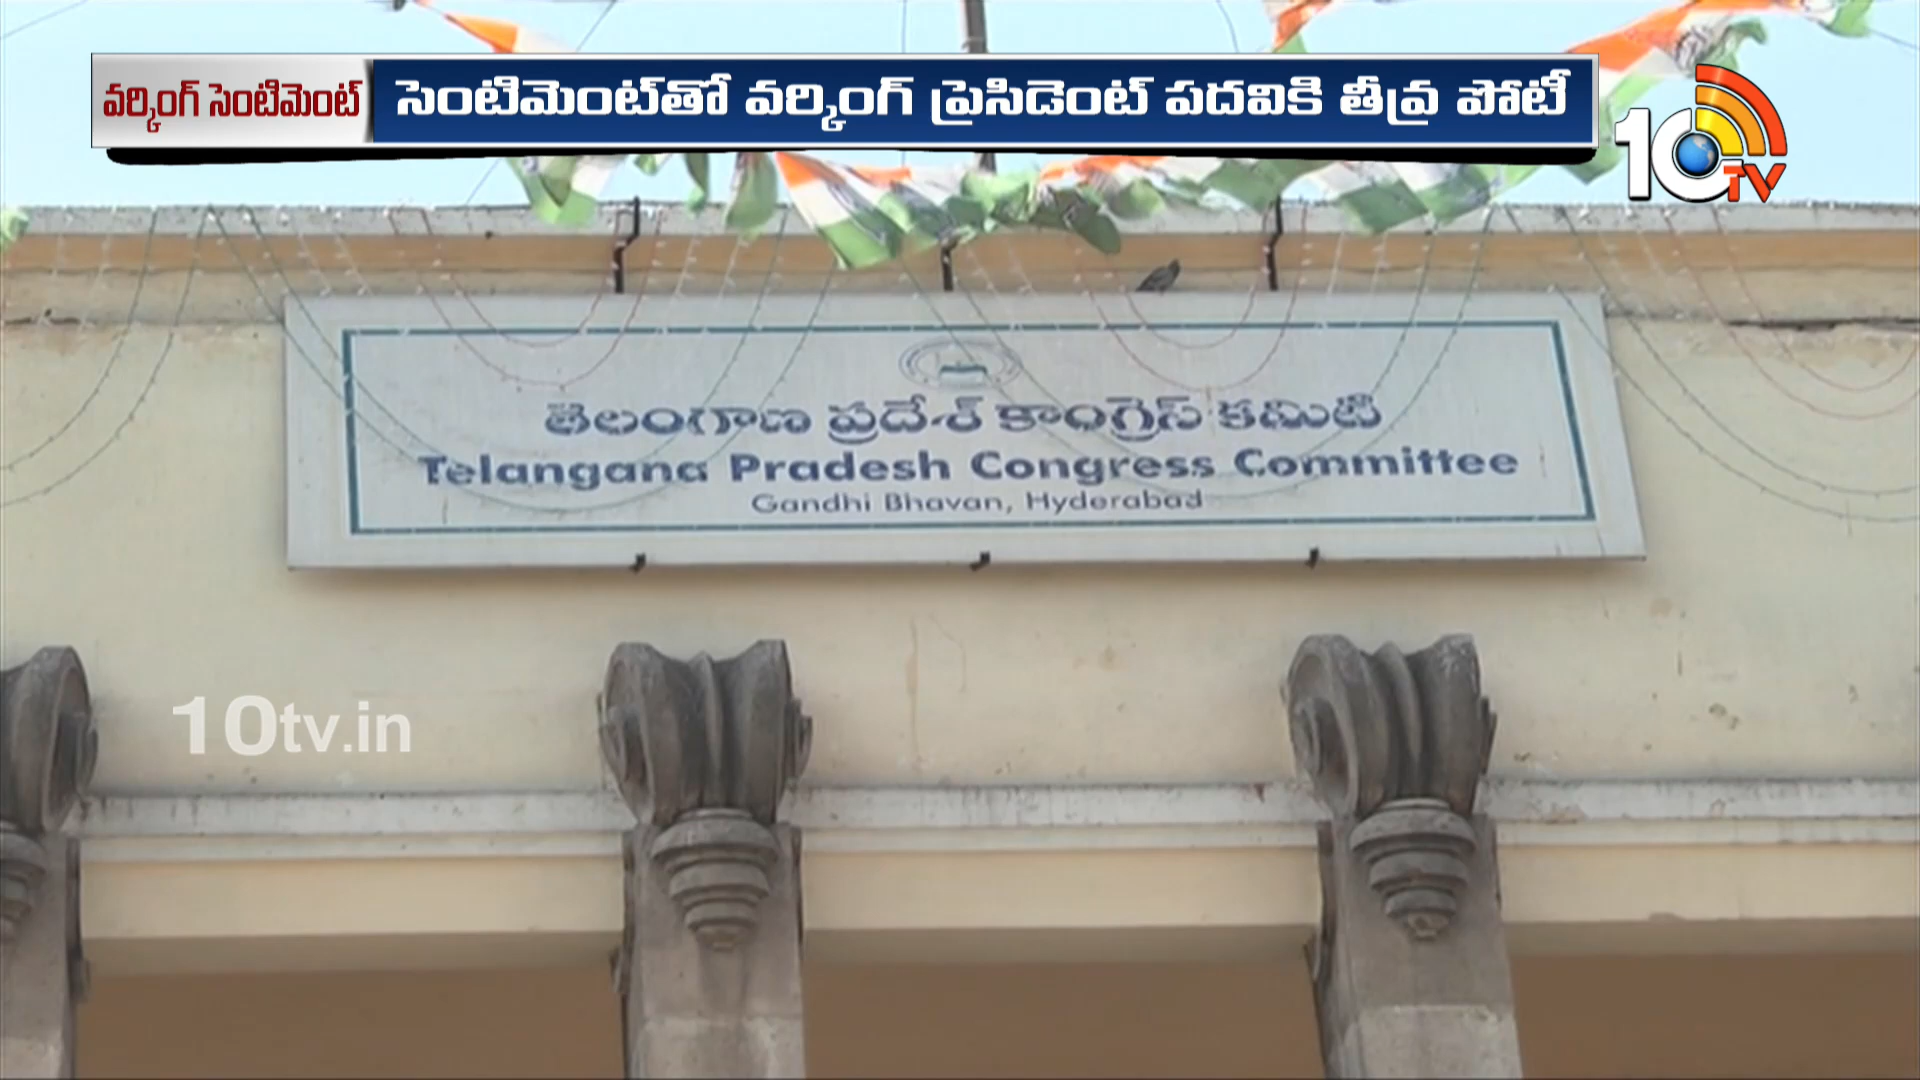 వర్కింగ్ సెంటిమెంట్
సెంటిమెంట్‌తో వర్కింగ్ ప్రెసిడెంట్ పదవికి తీవ్ర పోటీ
10TV
తెలంగాణ ప్రదేశ్ కాంగ్రెస్ కమిటీ
Telangana Pradesh Congress Committee
Gandhi Bhavan, Hyderabad
10tv.in